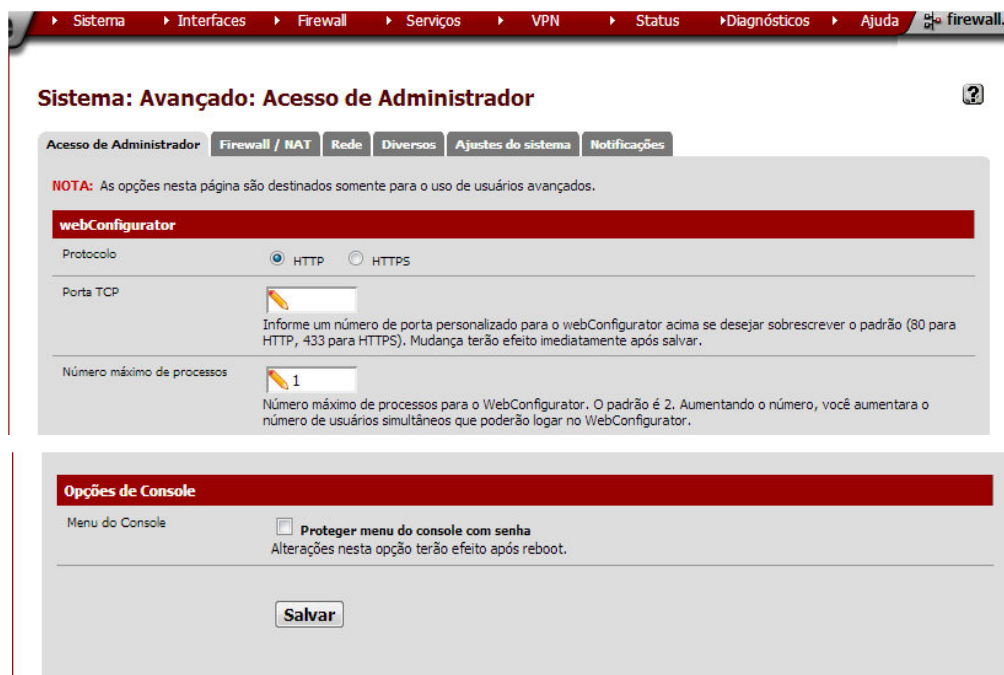 Sistema Interfaces Firewall Serviços VPN Status Diagnósticos Ajuda firewall.
Sistema: Avançado: Acesso de Administrador
Acesso de Administrador Firewall / NAT Rede Diversos Ajustes do sistema Notificações
NOTA: As opções nesta página são destinados somente para o uso de usuários avançados.
webConfigurator
Protocolo HTTP HTTPS
Porta TCP
Informe um número de porta personalizado para o webConfigurator acima se desejar sobrescrever o padrão (80 para
HTTP, 433 para HTTPS). Mudança terão efeito imediatamente após salvar.
Número máximo de processos 1
Número máximo de processos para o WebConfigurator. O padrão é 2. Aumentando o número, você aumentara o
número de usuários simultâneos que poderão logar no WebConfigurator.
Opções de Console
Menu do Console Proteger menu do console com senha
Alterações nesta opção terão efeito após reboot.
Salvar